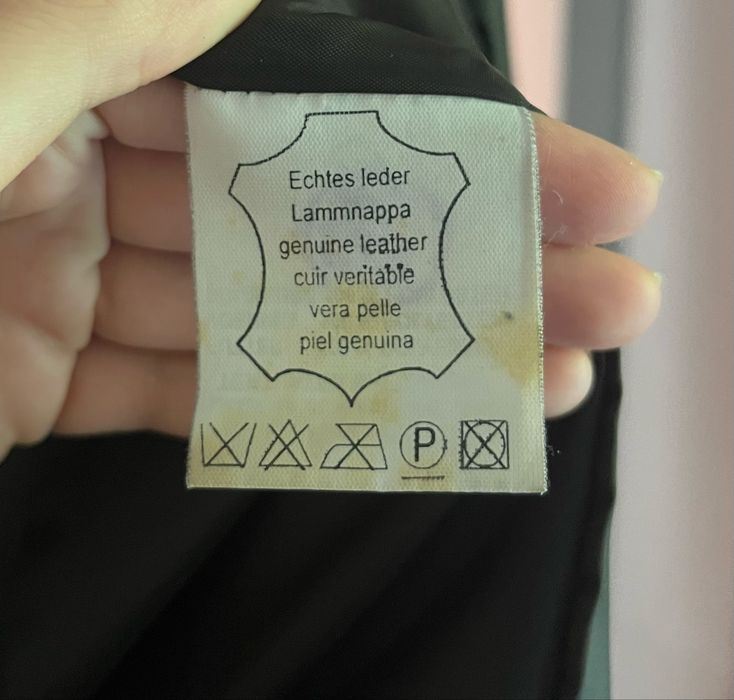 Echtes leder
Lammnappa
genuine leather
cuir veritable
vera pelle
piel genuina
P